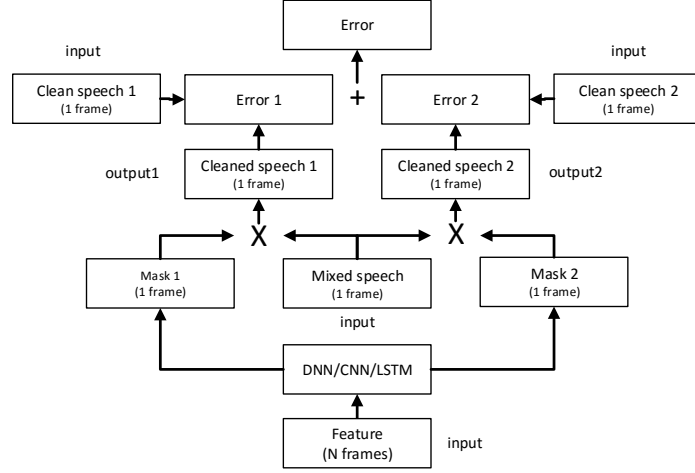 Error
input
input
Clean speech 1
(1 frame)
Error 1
+
Error 2
Clean speech 2
(1 frame)
output1
Cleaned speech 1
(1 frame)
Cleaned speech 2
(1 frame)
output2
X
X
Mask 1
(1 frame)
Mixed speech
(1 frame)
Mask 2
(1 frame)
input
DNN/CNN/LSTM
Feature
(N frames)
input